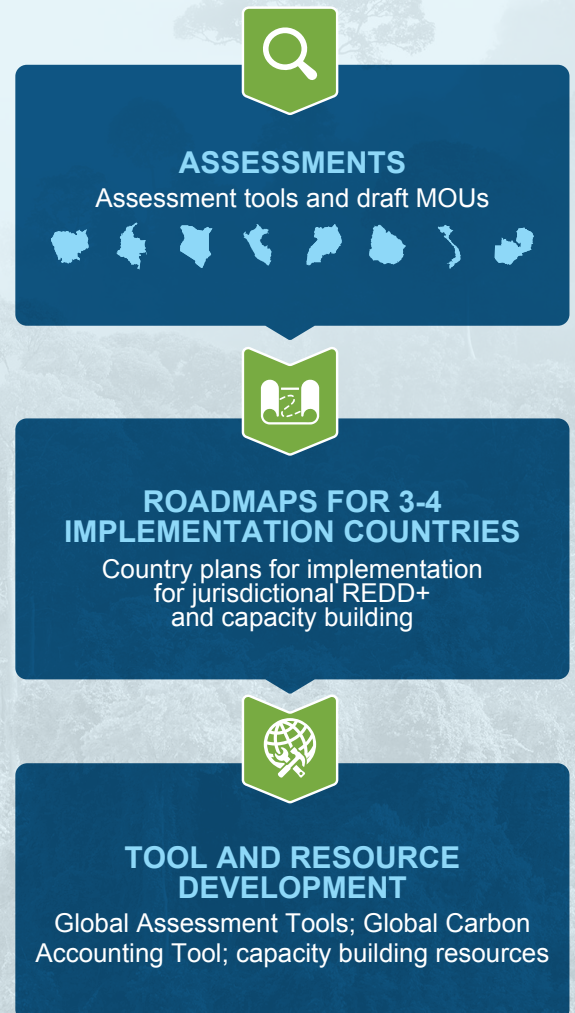 ASSESSMENTS
Assessment tools and draft MOUs
ROADMAPS FOR 3-4
IMPLEMENTATION COUNTRIES
Country plans for implementation
for jurisdictional REDD+
and capacity building
TOOL AND RESOURCE
DEVELOPMENT
Global Assessment Tools; Global Carbon
Accounting Tool; capacity building resources